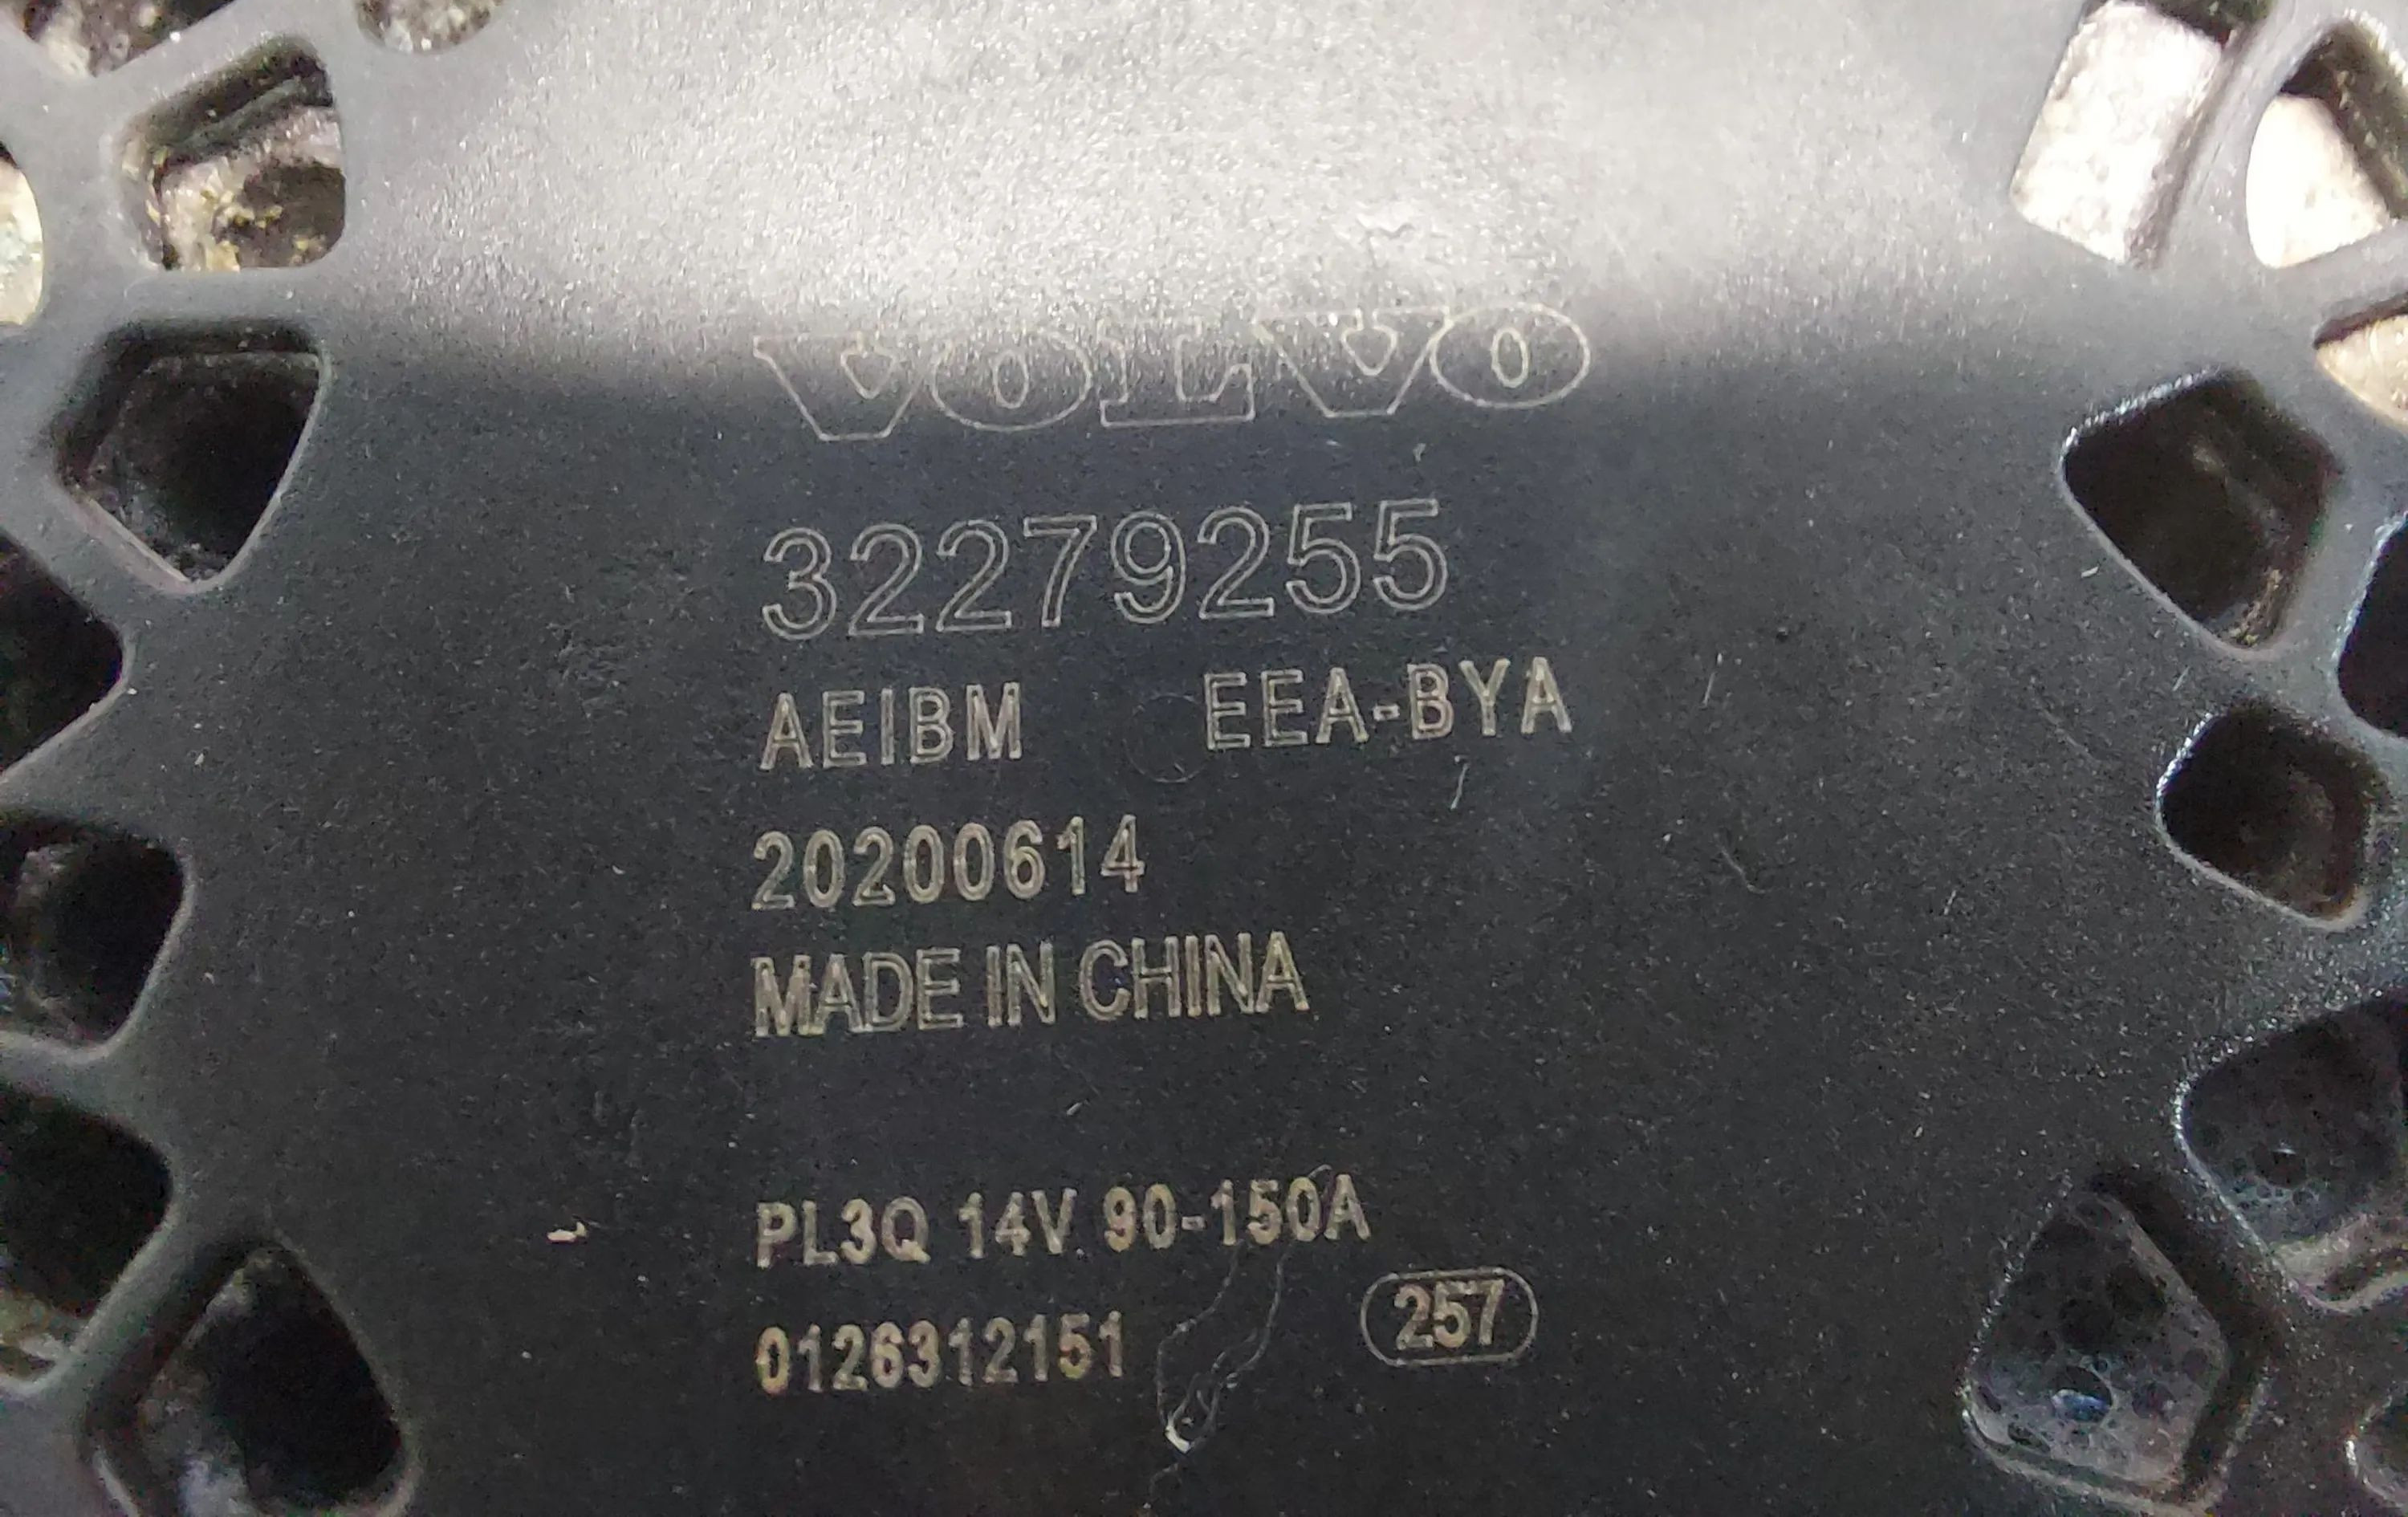 VOLVO
32279255
AEIBM EEA-BYA
20200614
MADE IN CHINA
PL3Q 14V 90-150A
0126312151 257